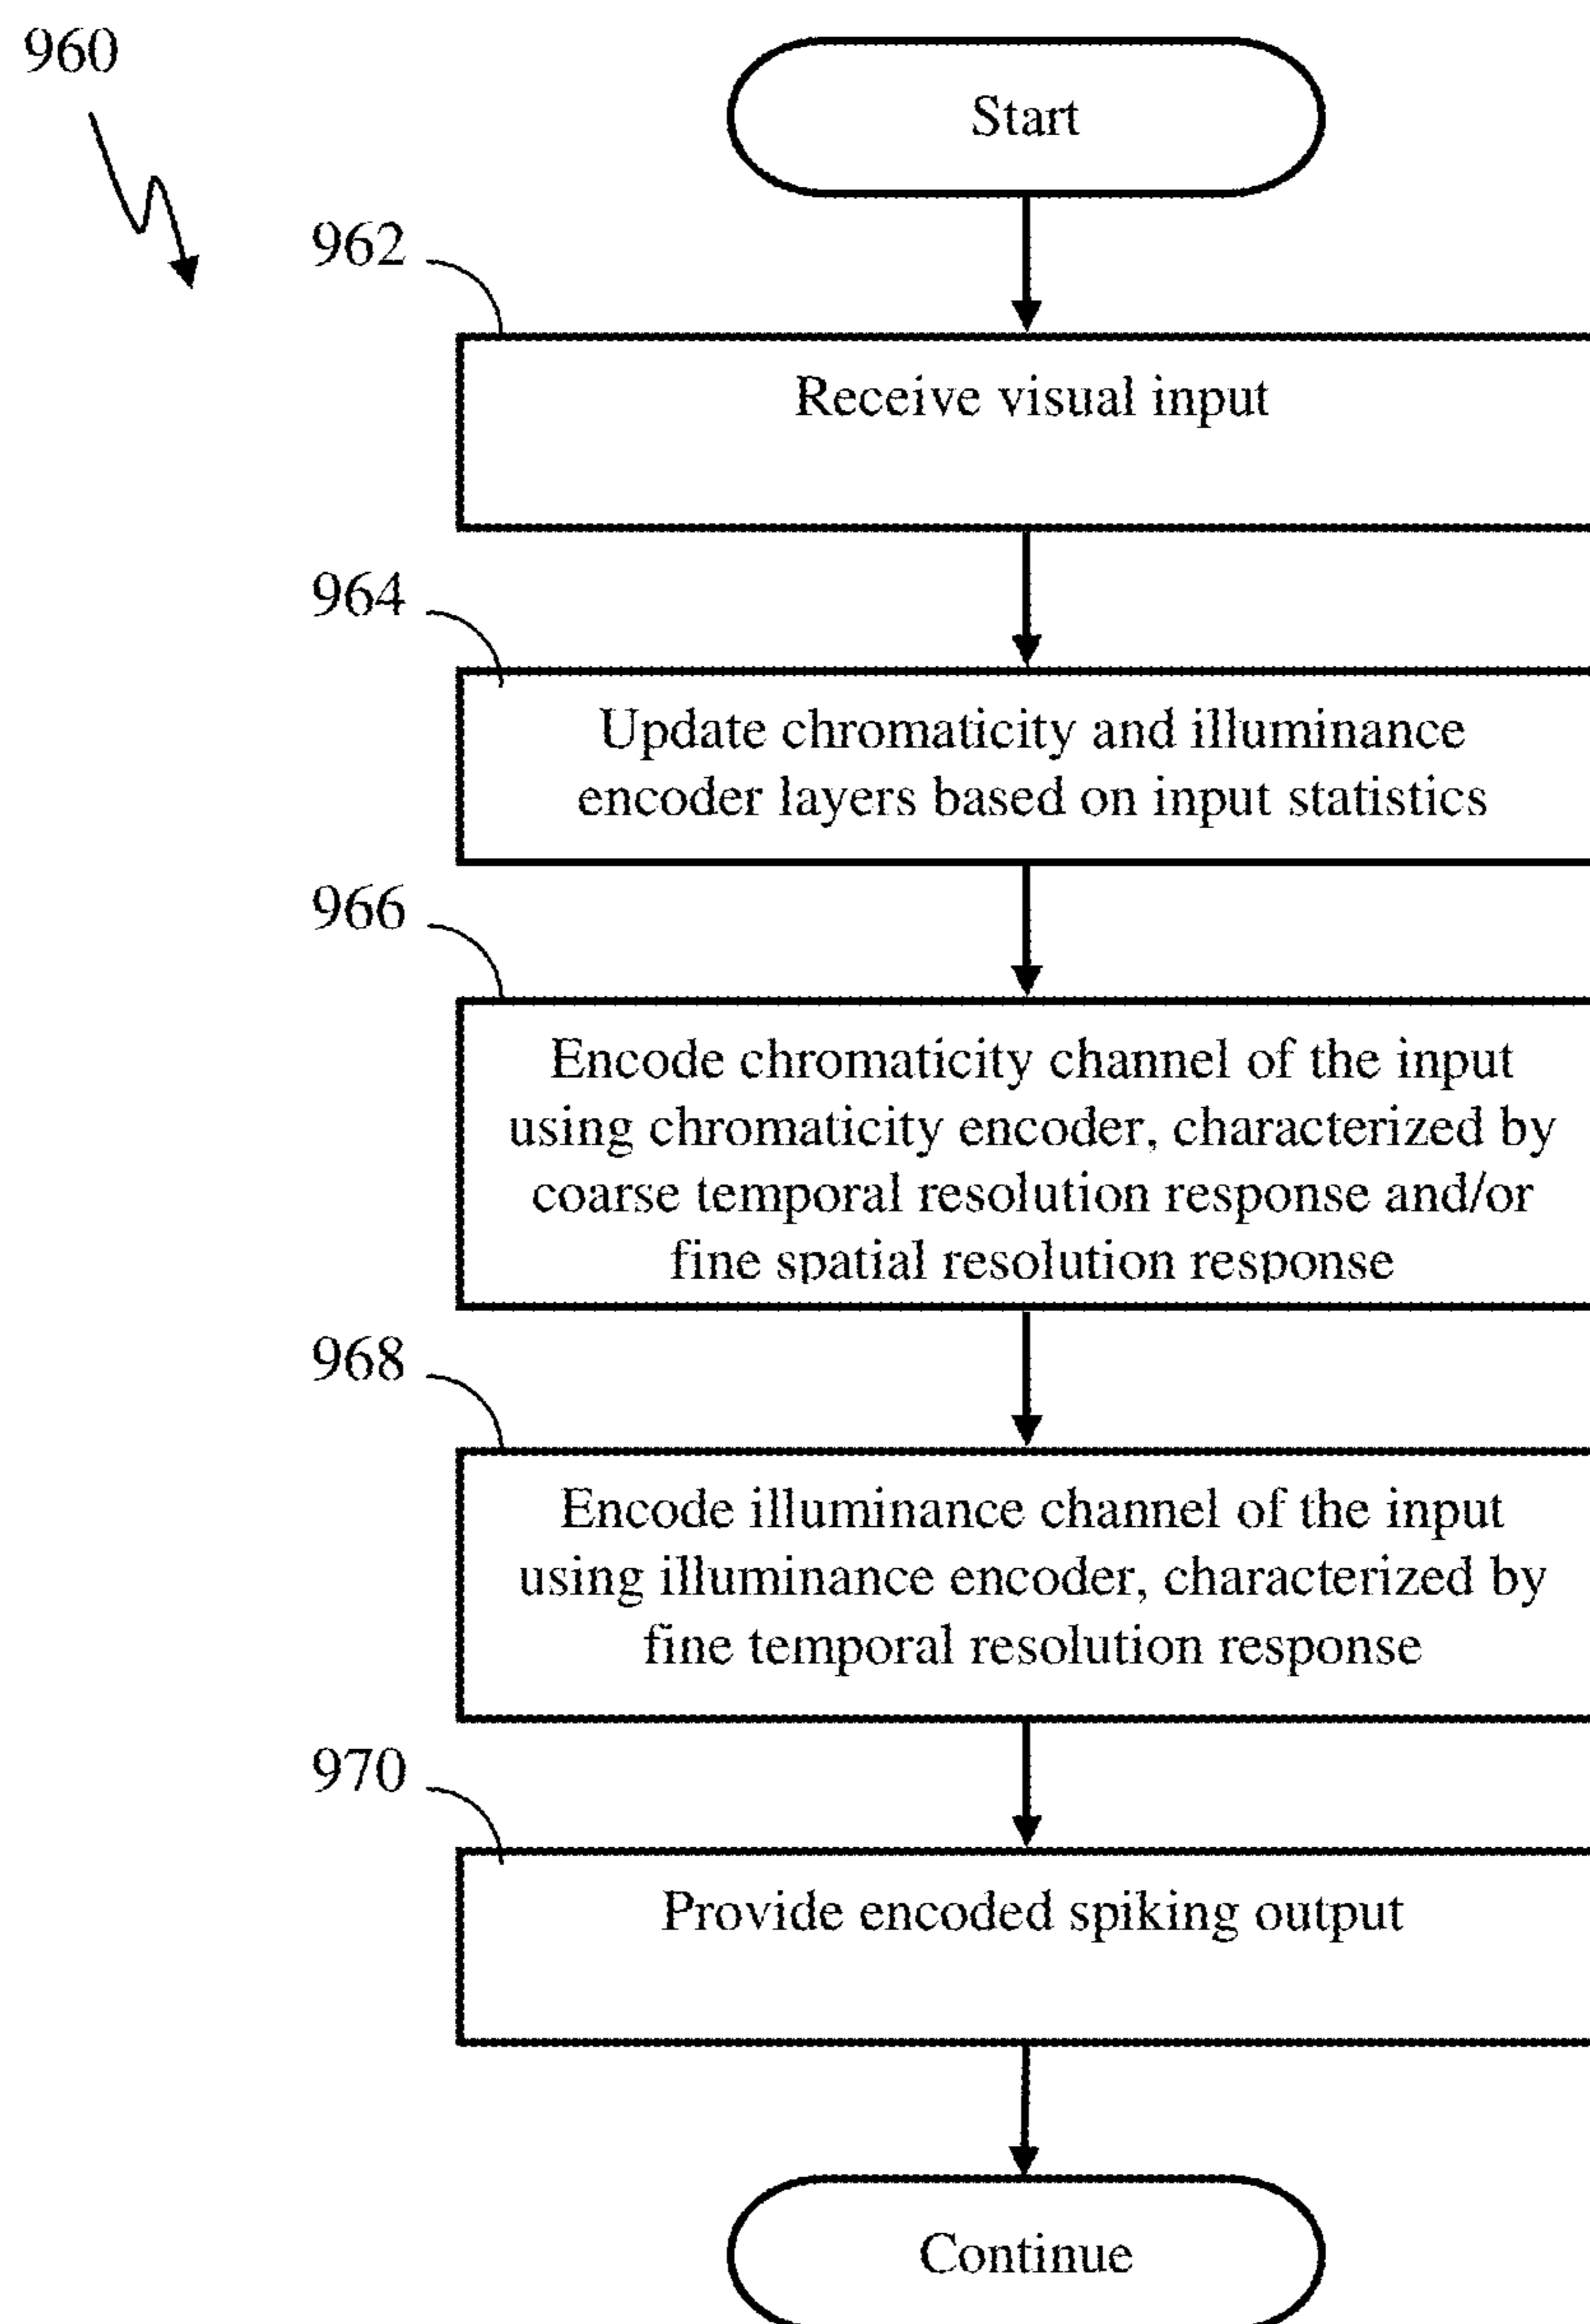 960
Start
962
Receive visual input
964
Update chromaticity and illuminance
encoder layers based on input statistics
966
Encode chromaticity channel of the input
using chromaticity encoder, characterized by
coarse temporal resolution response and/or
fine spatial resolution response
968
Encode illuminance channel of the input
using illuminance encoder, characterized by
fine temporal resolution response
970
Provide encoded spiking output
Continue